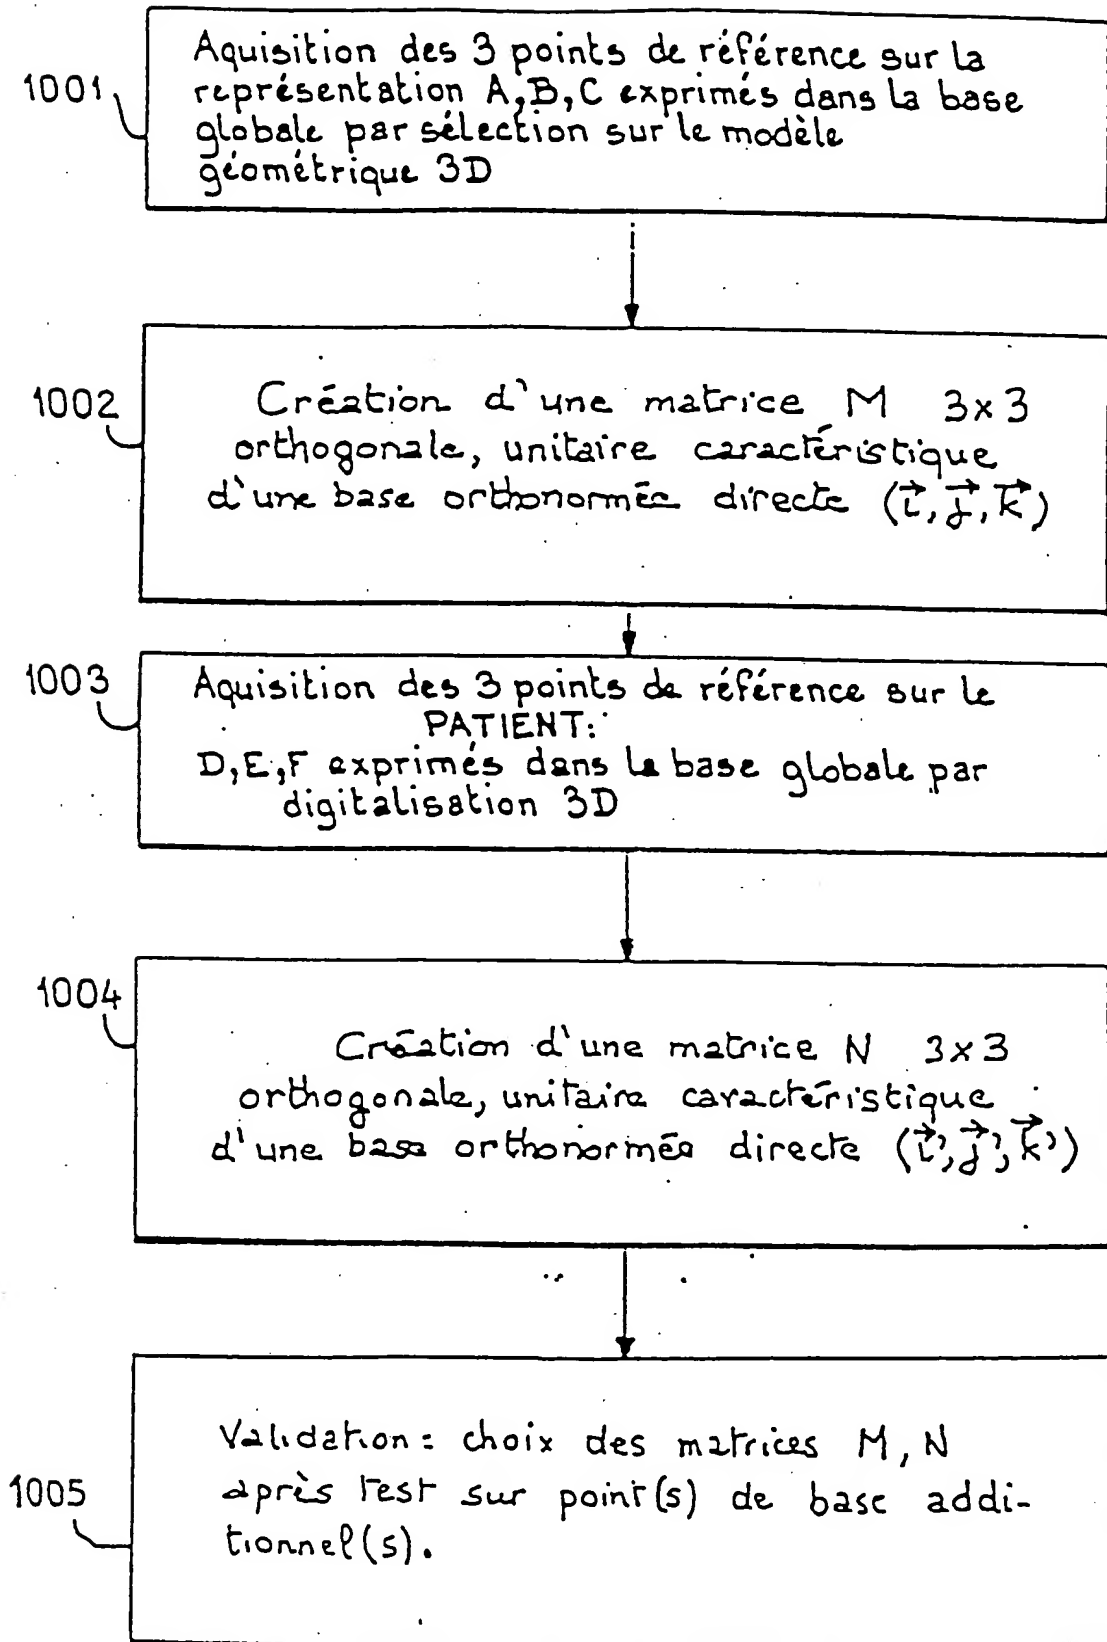 1001
Aquisition des 3 points de référence sur la
représentation A,B,C exprimés dans la base
globale par sélection sur le modèle
géométrique 3D
1002
Création d'une matrice M 3x3
orthogonale, unitaire caractéristique
d'une base orthonormée directe (i⃗, j⃗, k⃗)
1003
Aquisition des 3 points de référence sur le
PATIENT:
D,E,F exprimés dans la base globale par
digitalisation 3D
1004
Création d'une matrice N 3x3
orthogonale, unitaire caractéristique
d'une base orthonormée directe (i⃗', j⃗', k⃗')
1005
Validation: choix des matrices M, N
après test sur point(s) de base addi-
tionnel(s).